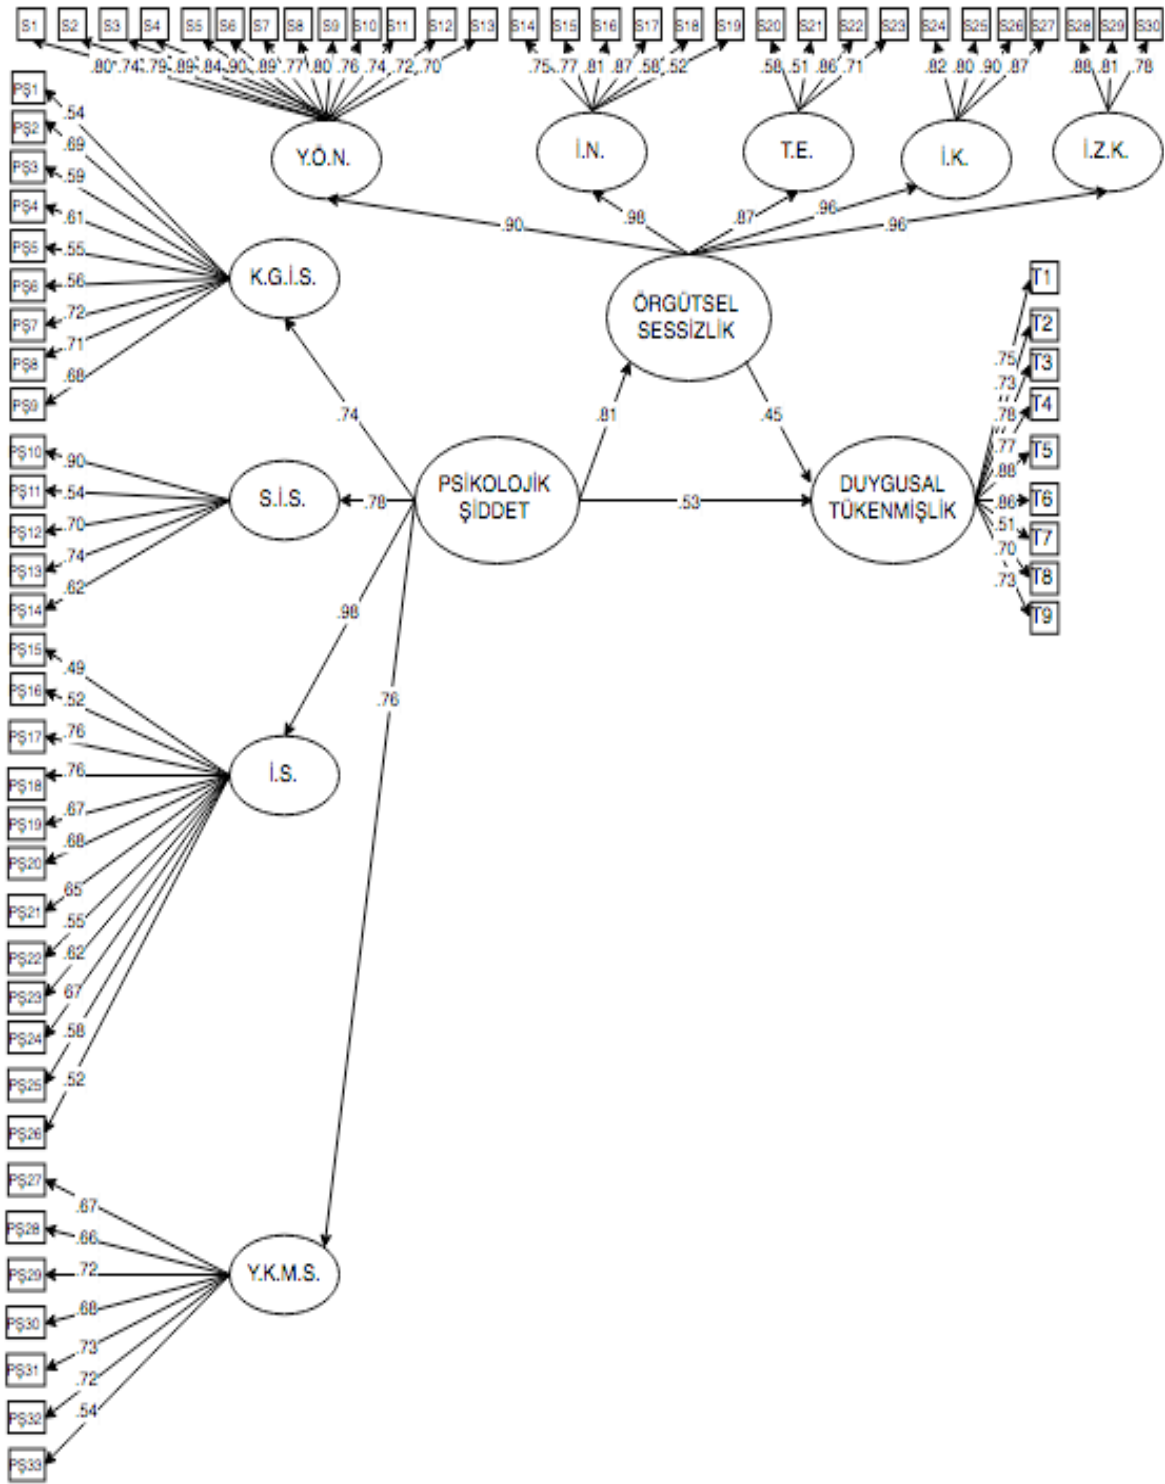 S1 S2 S3 S4 S5 S6 S7 S8 S9 S10 S11 S12 S13 S14 S15 S16 S17 S18 S19 S20 S21 S22 S23 S24 S25 S26 S27 S28 S29 S30
.80 .74 .79 .89 .84 .90 .89 .77 .80 .76 .74 .72 .70 .75 .77 .81 .87 .58 .52 .58 .51 .86 .71 .82 .80 .90 .87 .88 .81 .78
Y.Ö.N. İ.N. T.E. İ.K. İ.Z.K.
.90 .98 .87 .96 .96
ÖRGÜTSEL
SESSİZLİK
PŞ1 .54
PŞ2 .69
PŞ3 .59
PŞ4 .61
PŞ5 .55
PŞ6 .56
PŞ7 .72
PŞ8 .71
PŞ9 .68
K.G.İ.S.
.74 .81 .45
T1 .75
T2 .73
T3 .78
T4 .77
T5 .88
T6 .86
T7 .51
T8 .70
T9 .73
PŞ10 .90
PŞ11 .54
PŞ12 .70
PŞ13 .74
PŞ14 .62
S.İ.S.
.78
PSİKOLOJİK
ŞİDDET
.53
DUYGUSAL
TÜKENMİŞLİK
.98
.76
PŞ15 .49
PŞ16 .52
PŞ17 .76
PŞ18 .76
PŞ19 .67
PŞ20 .68
PŞ21 .65
PŞ22 .55
PŞ23 .62
PŞ24 .67
PŞ25 .58
PŞ26 .52
İ.S.
PŞ27 .67
PŞ28 .66
PŞ29 .72
PŞ30 .68
PŞ31 .73
PŞ32 .72
PŞ33 .54
Y.K.M.S.